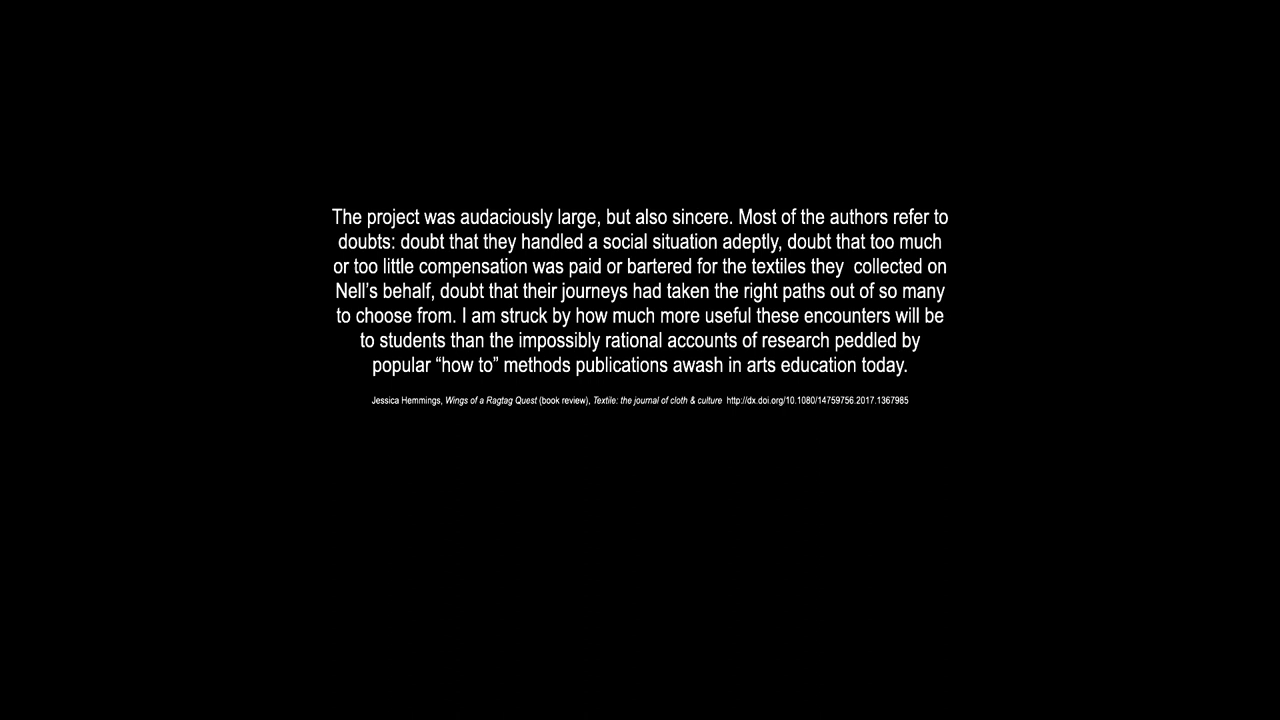 The project was audaciously large, but also sincere. Most of the authors refer to
doubts: doubt that they handled a social situation adeptly, doubt that too much
or too little compensation was paid or bartered for the textiles they  collected on
Nell’s behalf, doubt that their journeys had taken the right paths out of so many
to choose from. I am struck by how much more useful these encounters will be
to students than the impossibly rational accounts of research peddled by
popular “how to” methods publications awash in arts education today.
Jessica Hemmings, Wings of a Ragtag Quest (book review), Textile: the journal of cloth & culture  http://dx.doi.org/10.1080/14759756.2017.1367985